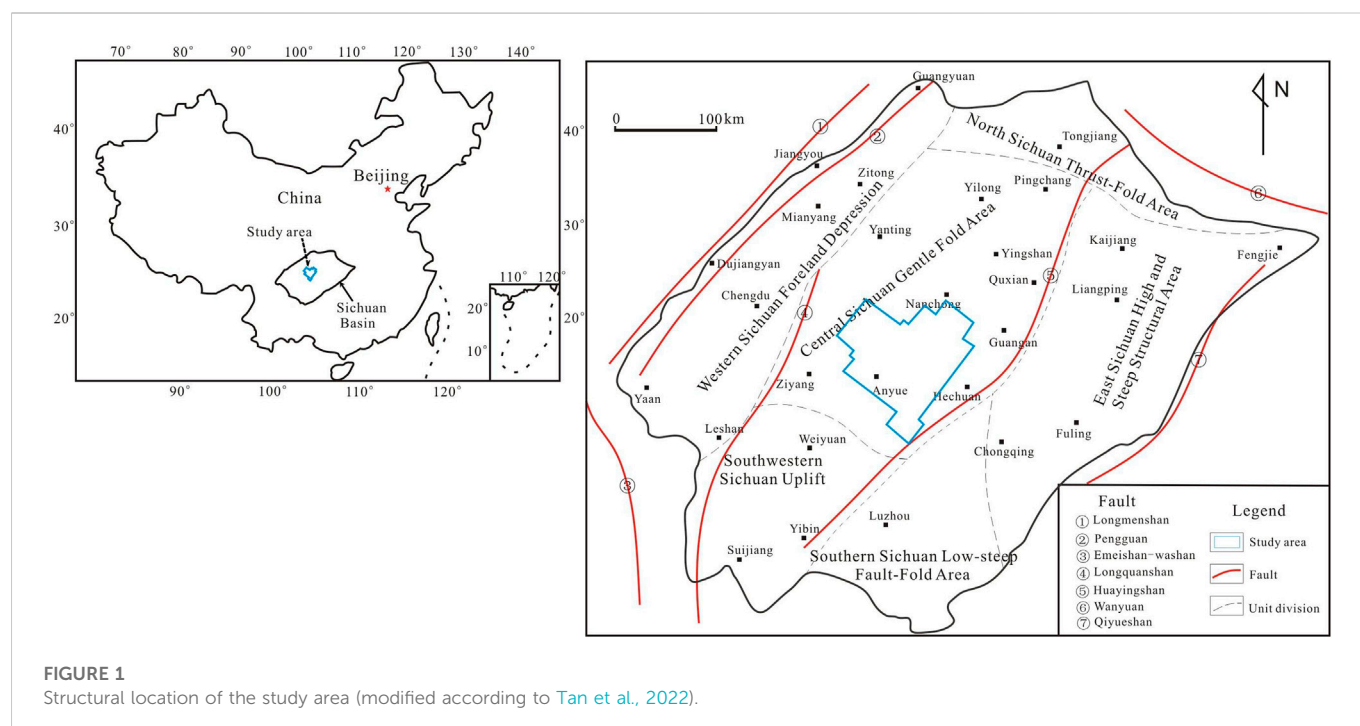 70° 80° 90° 100° 110° 120° 130° 140°
40°
30°
20°
90° 100° 110° 120°
Beijing
China
Study area
Sichuan
Basin
110° 120°
20°
10°
40°
30°
20°
0 100km
N
Guangyuan
①
②
Jiangyou
Zitong
Mianyang
Yanting
Dujiangyan
Chengdu
④
Ziyang
Yaan
Leshan
Weiyuan
③
Suijiang
Yibin
Luzhou
Tongjiang
Pingchang
Yilong
⑥
Yingshan
Kaijiang
Fengjie
⑤
Quxian
Liangping
Nanchong
Guangan
⑦
Anyue
Hechuan
Chongqing
Fuling
Western Sichuan Foreland Depression
Central Sichuan Gentle Fold Area
North Sichuan Thrust-Fold Area
East Sichuan High and
Steep Structural Area
Southwestern
Sichuan Uplift
Southern Sichuan Low-steep
Fault-Fold Area
Fault
① Longmenshan
② Pengguan
③ Emeishan-washan
④ Longquanshan
⑤ Huayingshan
⑥ Wanyuan
⑦ Qiyueshan
Legend
Study area
Fault
Unit division
FIGURE 1
Structural location of the study area (modified according to Tan et al., 2022).